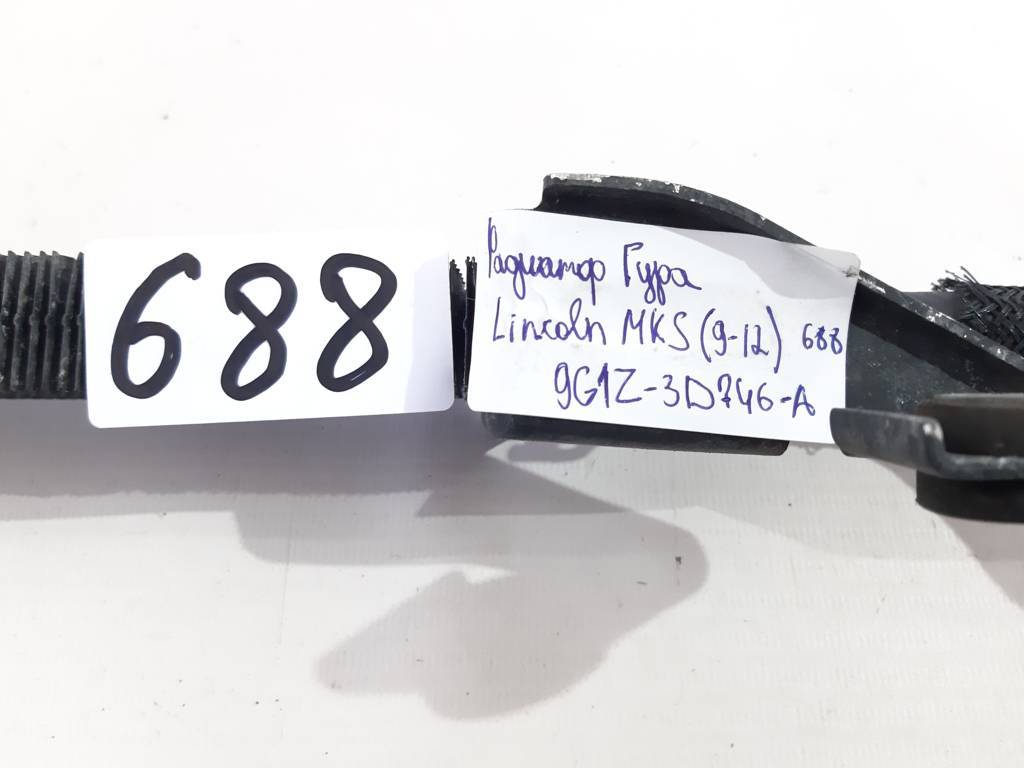 688
Радиатор Гура
Lincoln MKS (9-12) 688
9G1Z-3D746-A